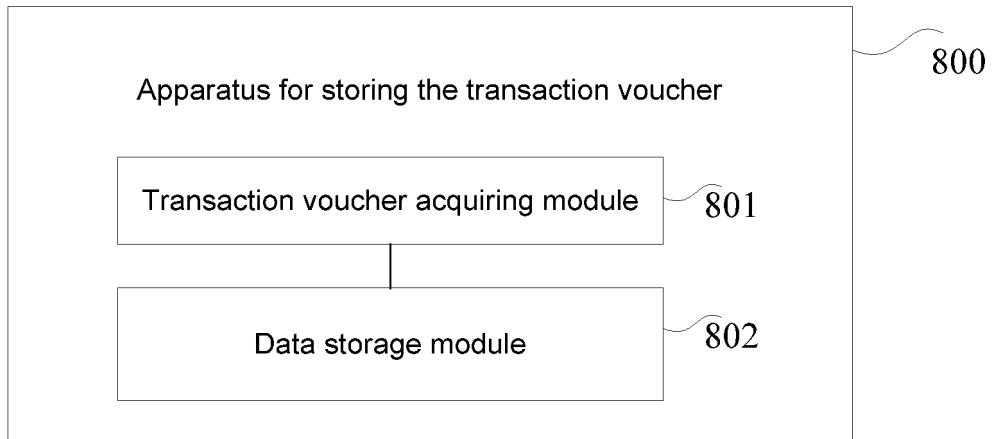 800
Apparatus for storing the transaction voucher
Transaction voucher acquiring module
801
Data storage module
802